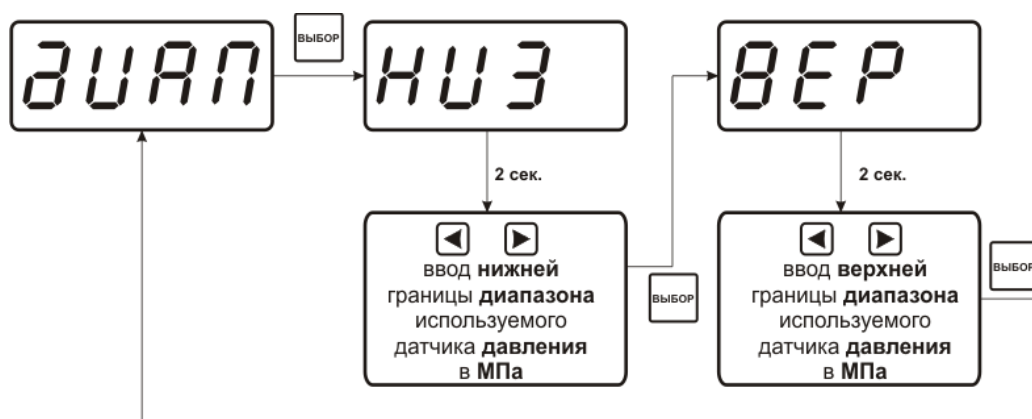 ВЫБОР
диАП
НИЗ
ВЕР
2 сек.
2 сек.
ввод нижней
границы диапазона
используемого
датчика давления
в МПа
ВЫБОР
ввод верхней
границы диапазона
используемого
датчика давления
в МПа
ВЫБОР